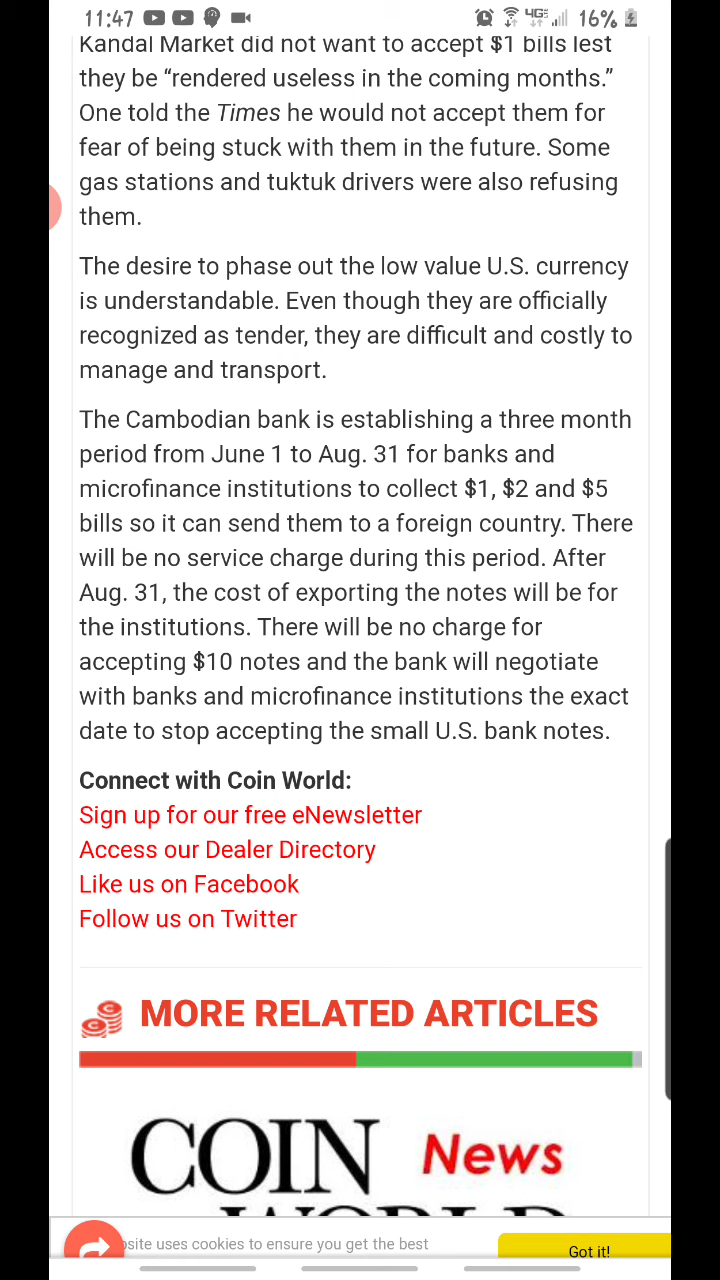 11:47
4G
16%
Kandal Market did not want to accept $1 bills lest
they be “rendered useless in the coming months.”
One told the Times he would not accept them for
fear of being stuck with them in the future. Some
gas stations and tuktuk drivers were also refusing
them.
The desire to phase out the low value U.S. currency
is understandable. Even though they are officially
recognized as tender, they are difficult and costly to
manage and transport.
The Cambodian bank is establishing a three month
period from June 1 to Aug. 31 for banks and
microfinance institutions to collect $1, $2 and $5
bills so it can send them to a foreign country. There
will be no service charge during this period. After
Aug. 31, the cost of exporting the notes will be for
the institutions. There will be no charge for
accepting $10 notes and the bank will negotiate
with banks and microfinance institutions the exact
date to stop accepting the small U.S. bank notes.
Connect with Coin World:
Sign up for our free eNewsletter
Access our Dealer Directory
Like us on Facebook
Follow us on Twitter
MORE RELATED ARTICLES
COIN News
WORLD
site uses cookies to ensure you get the best
Got it!